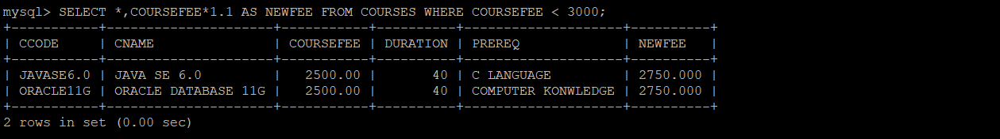 mysql> SELECT *,COURSEFEE*1.1 AS NEWFEE FROM COURSES WHERE COURSEFEE < 3000;
+-----------+---------------------+-----------+----------+--------------------+----------+
| CCODE     | CNAME               | COURSEFEE | DURATION | PREREQ             | NEWFEE   |
+-----------+---------------------+-----------+----------+--------------------+----------+
| JAVASE6.0 | JAVA SE 6.0         |   2500.00 |       40 | C LANGUAGE         | 2750.000 |
| ORACLE11G | ORACLE DATABASE 11G |   2500.00 |       40 | COMPUTER KONWLEDGE | 2750.000 |
+-----------+---------------------+-----------+----------+--------------------+----------+
2 rows in set (0.00 sec)